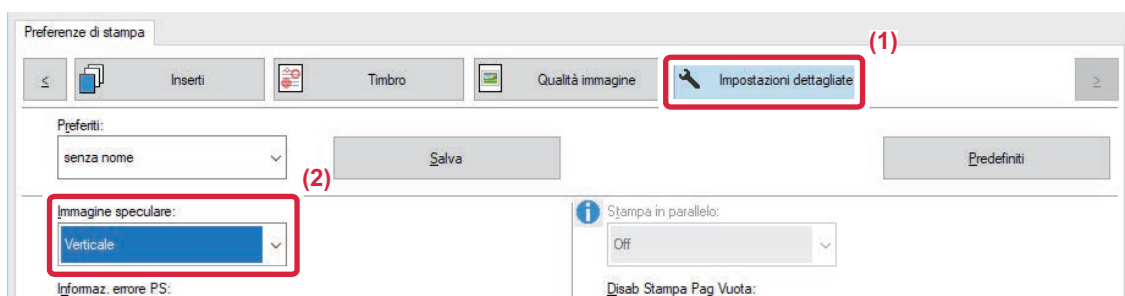 Preferenze di stampa
(1)
< Inserti Timbro Qualità immagine Impostazioni dettagliate >
Preferiti:
senza nome Salva Predefiniti
(2)
Immagine speculare: Stampa in parallelo:
Verticale Off
Informaz. errore PS: Disab Stampa Pag Vuota: